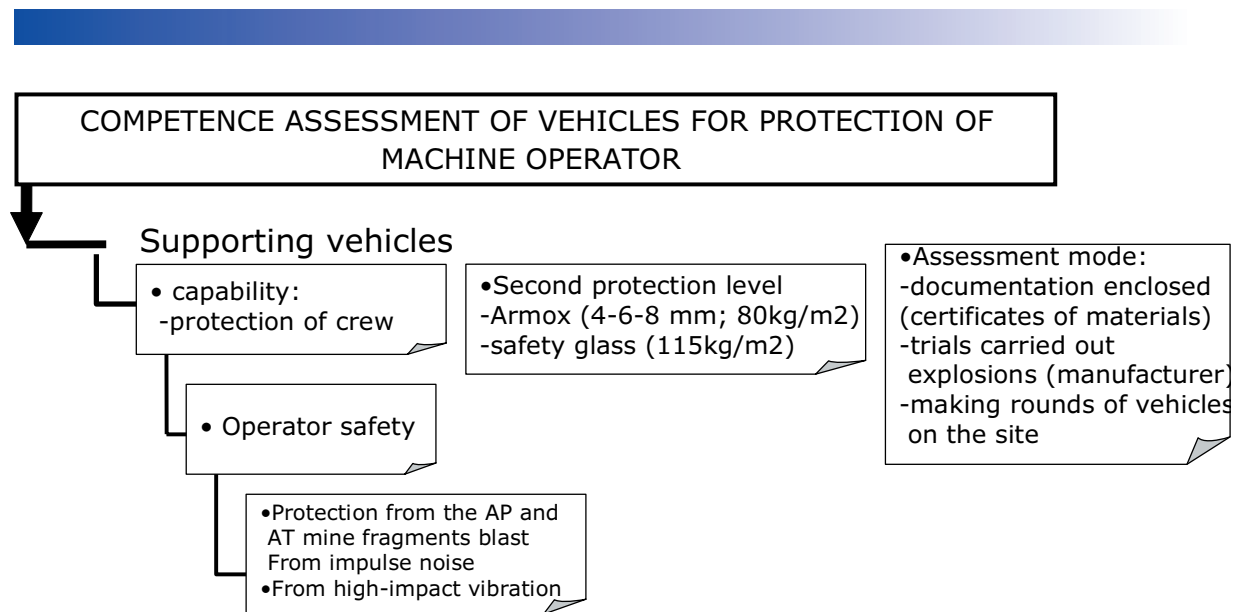 COMPETENCE ASSESSMENT OF VEHICLES FOR PROTECTION OF
MACHINE OPERATOR
Supporting vehicles
• capability:
-protection of crew
•Second protection level
-Armox (4-6-8 mm; 80kg/m2)
-safety glass (115kg/m2)
•Assessment mode:
-documentation enclosed
(certificates of materials)
-trials carried out
explosions (manufacturer)
-making rounds of vehicles
on the site
• Operator safety
•Protection from the AP and
AT mine fragments blast
From impulse noise
•From high-impact vibration